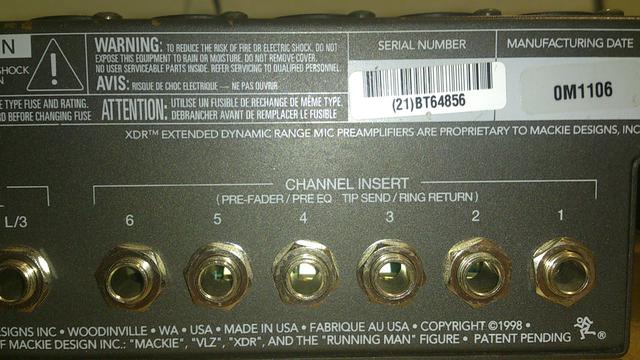 N
WARNING: TO REDUCE THE RISK OF FIRE OR ELECTRIC SHOCK, DO NOT
EXPOSE THIS EQUIPMENT TO RAIN OR MOISTURE. DO NOT REMOVE COVER.
NO USER SERVICEABLE PARTS INSIDE. REFER SERVICING TO QUALIFIED PERSONNEL.
SHOCK
N
AVIS: RISQUE DE CHOC ELECTRIQUE — NE PAS OUVRIR
E TYPE FUSE AND RATING.
RD BEFORE CHANGING FUSE
ATTENTION: UTILISE UN FUSIBLE DE RECHANGE DE MÊME TYPE.
DEBRANCHER AVANT DE REMPLACER LE FUSIBLE
SERIAL NUMBER
(21)BT64856
MANUFACTURING DATE
0M1106
XDR™ EXTENDED DYNAMIC RANGE MIC PREAMPLIFIERS ARE PROPRIETARY TO MACKIE DESIGNS, INC
CHANNEL INSERT
(PRE-FADER / PRE EQ TIP SEND / RING RETURN)
L/3 6 5 4 3 2 1
ESIGNS INC • WOODINVILLE • WA • USA • MADE IN USA • FABRIQUE AU USA • COPYRIGHT ©1998 •
F MACKIE DESIGN INC.: "MACKIE", "VLZ", "XDR", AND THE "RUNNING MAN" FIGURE • PATENT PENDING ®